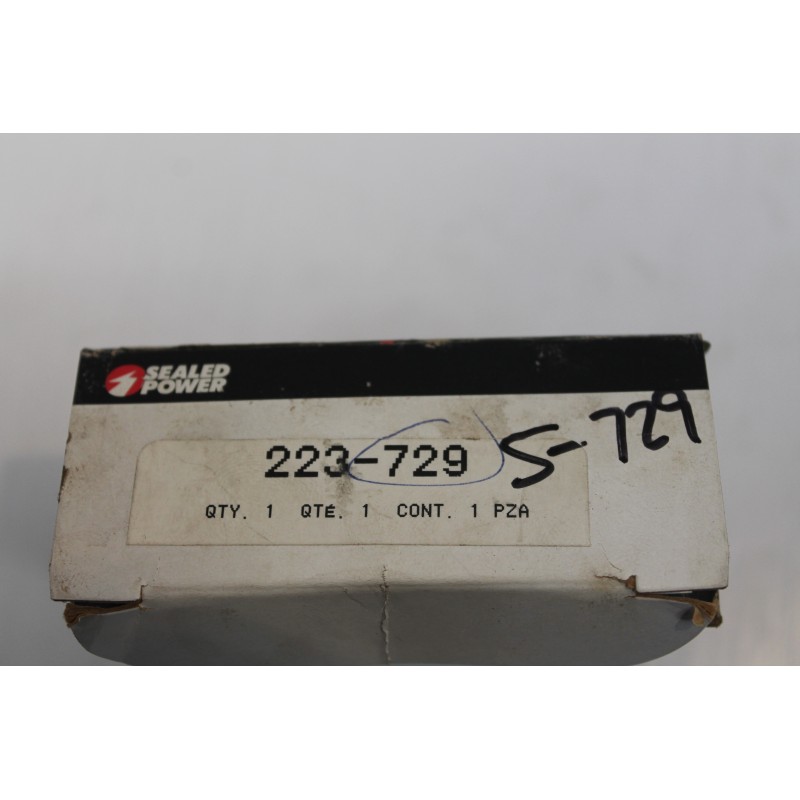 SEALED
POWER
223-729
S-729
QTY. 1 QTÉ. 1 CONT. 1 PZA